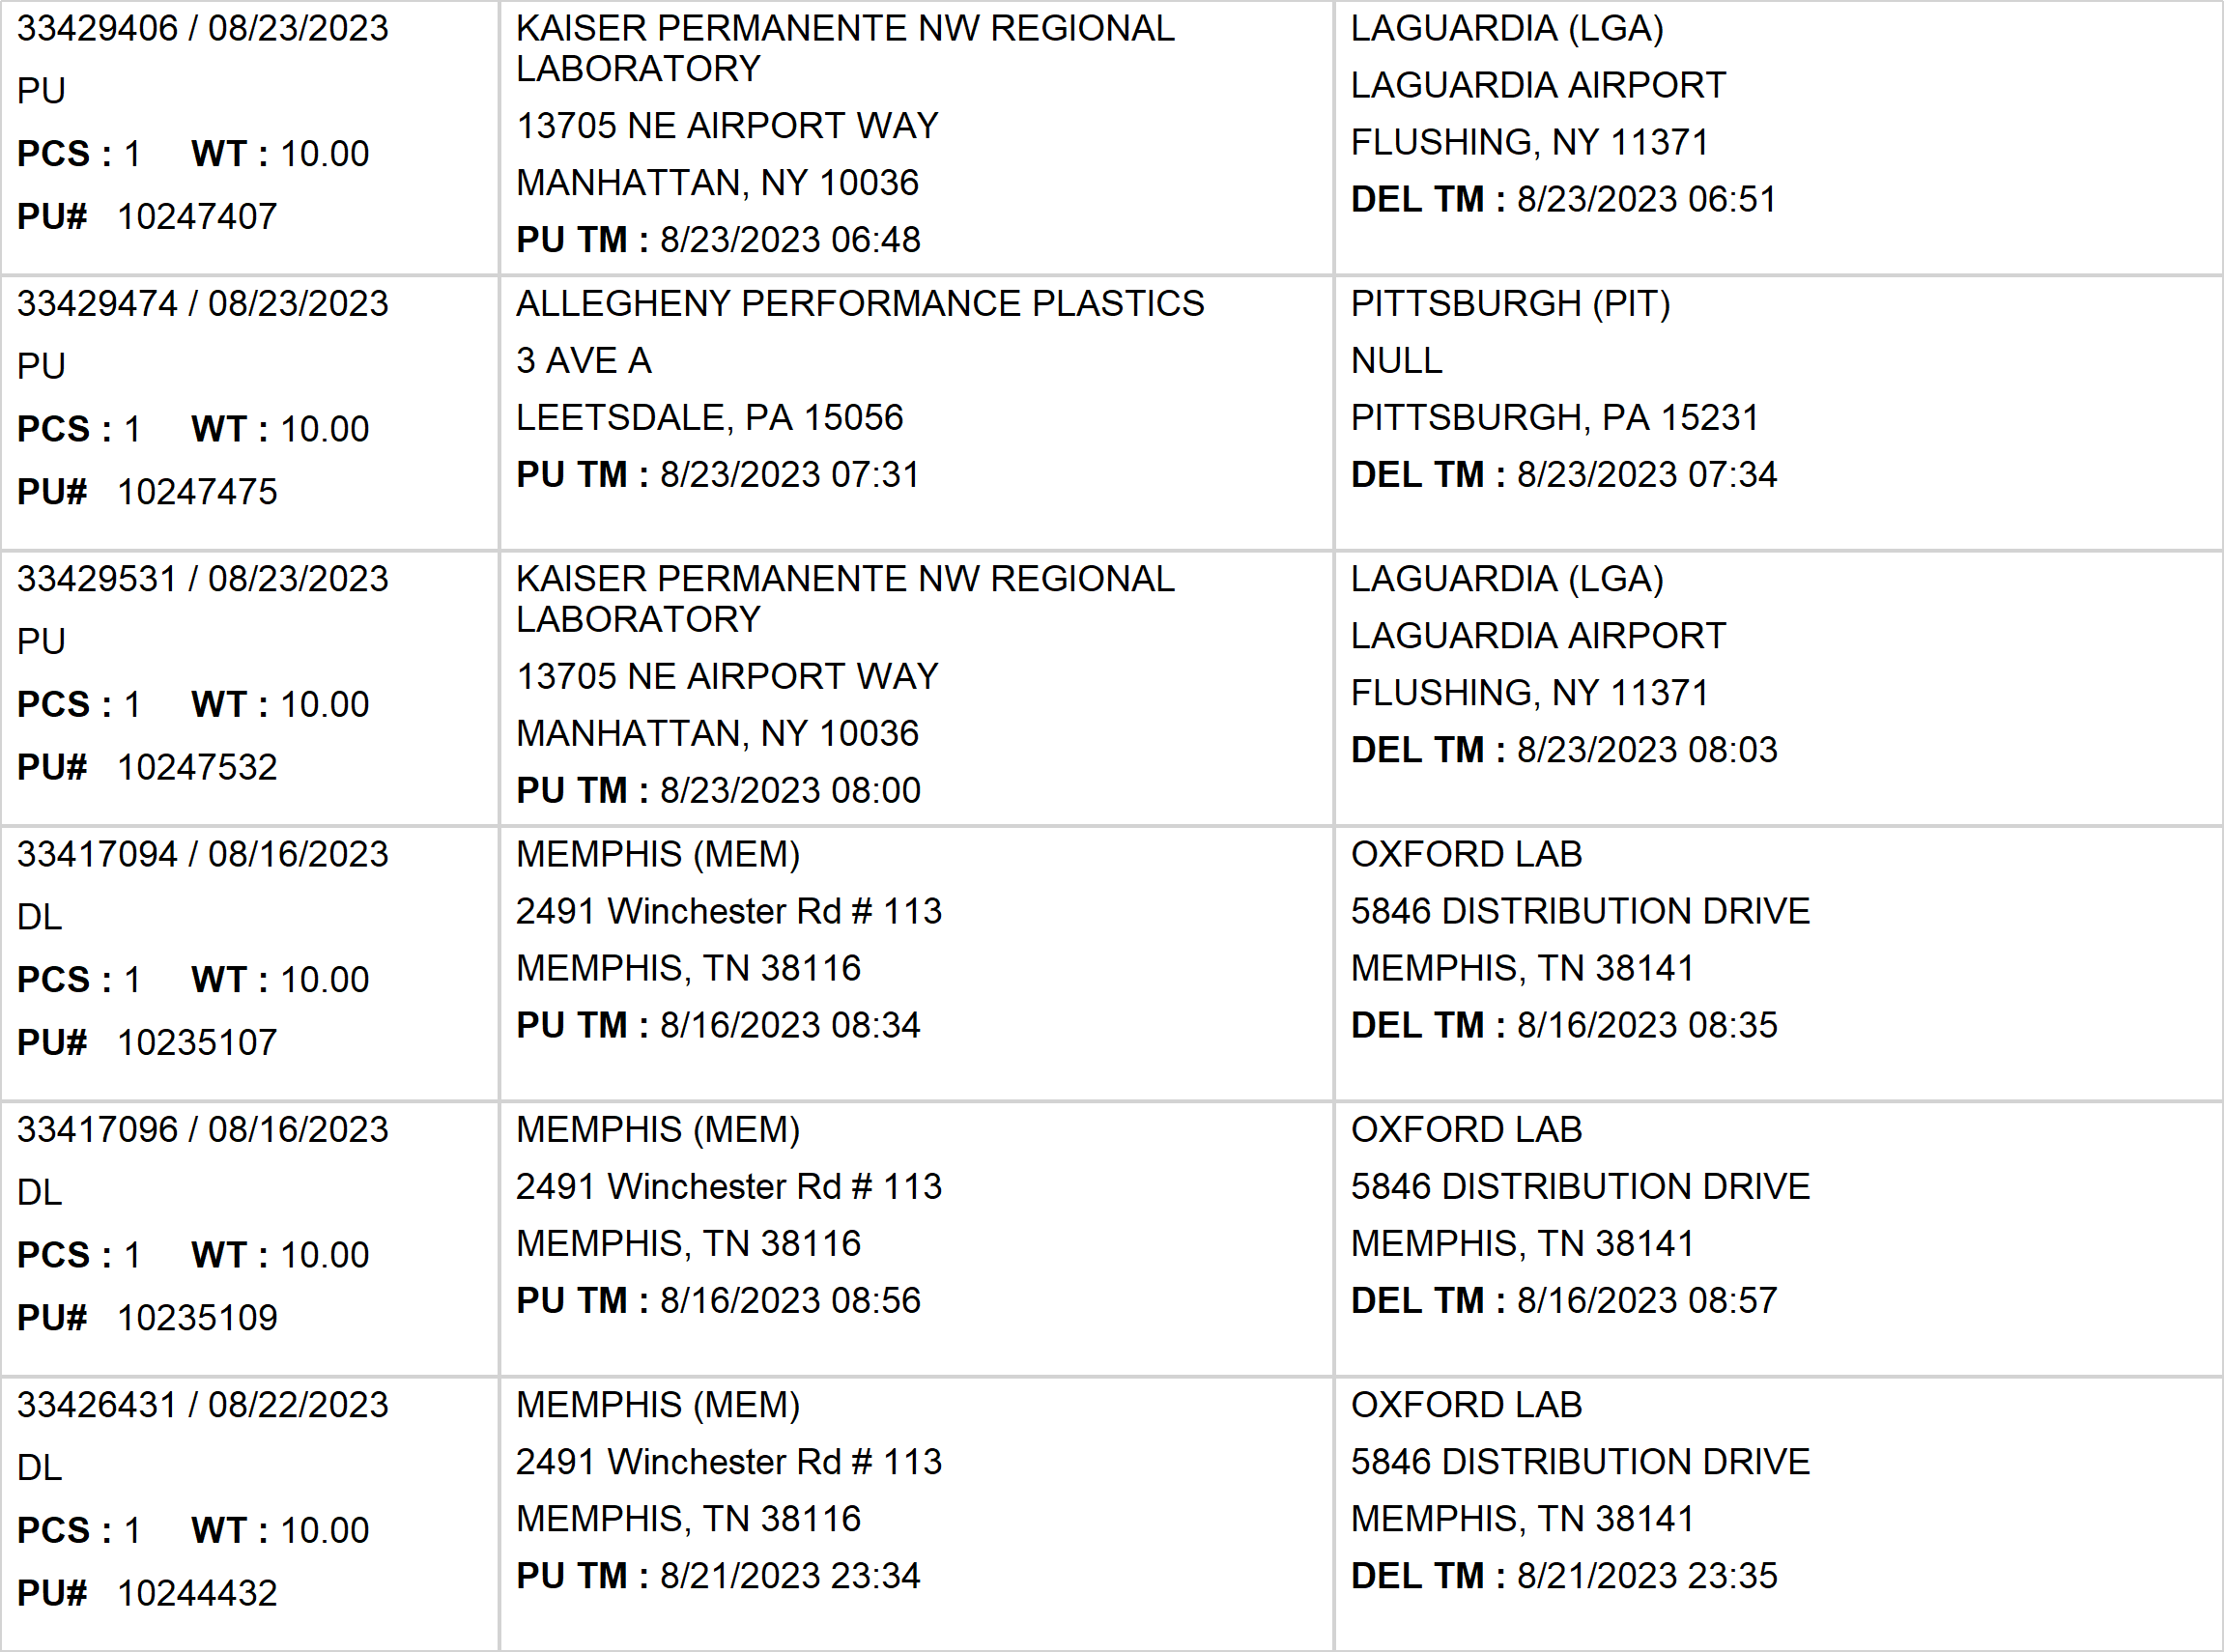 33429406 / 08/23/2023
PU
PCS : 1 WT : 10.00
PU# 10247407
KAISER PERMANENTE NW REGIONAL
LABORATORY
13705 NE AIRPORT WAY
MANHATTAN, NY 10036
PU TM : 8/23/2023 06:48
LAGUARDIA (LGA)
LAGUARDIA AIRPORT
FLUSHING, NY 11371
DEL TM : 8/23/2023 06:51
33429474 / 08/23/2023
PU
PCS : 1 WT : 10.00
PU# 10247475
ALLEGHENY PERFORMANCE PLASTICS
3 AVE A
LEETSDALE, PA 15056
PU TM : 8/23/2023 07:31
PITTSBURGH (PIT)
NULL
PITTSBURGH, PA 15231
DEL TM : 8/23/2023 07:34
33429531 / 08/23/2023
PU
PCS : 1 WT : 10.00
PU# 10247532
KAISER PERMANENTE NW REGIONAL
LABORATORY
13705 NE AIRPORT WAY
MANHATTAN, NY 10036
PU TM : 8/23/2023 08:00
LAGUARDIA (LGA)
LAGUARDIA AIRPORT
FLUSHING, NY 11371
DEL TM : 8/23/2023 08:03
33417094 / 08/16/2023
DL
PCS : 1 WT : 10.00
PU# 10235107
MEMPHIS (MEM)
2491 Winchester Rd # 113
MEMPHIS, TN 38116
PU TM : 8/16/2023 08:34
OXFORD LAB
5846 DISTRIBUTION DRIVE
MEMPHIS, TN 38141
DEL TM : 8/16/2023 08:35
33417096 / 08/16/2023
DL
PCS : 1 WT : 10.00
PU# 10235109
MEMPHIS (MEM)
2491 Winchester Rd # 113
MEMPHIS, TN 38116
PU TM : 8/16/2023 08:56
OXFORD LAB
5846 DISTRIBUTION DRIVE
MEMPHIS, TN 38141
DEL TM : 8/16/2023 08:57
33426431 / 08/22/2023
DL
PCS : 1 WT : 10.00
PU# 10244432
MEMPHIS (MEM)
2491 Winchester Rd # 113
MEMPHIS, TN 38116
PU TM : 8/21/2023 23:34
OXFORD LAB
5846 DISTRIBUTION DRIVE
MEMPHIS, TN 38141
DEL TM : 8/21/2023 23:35